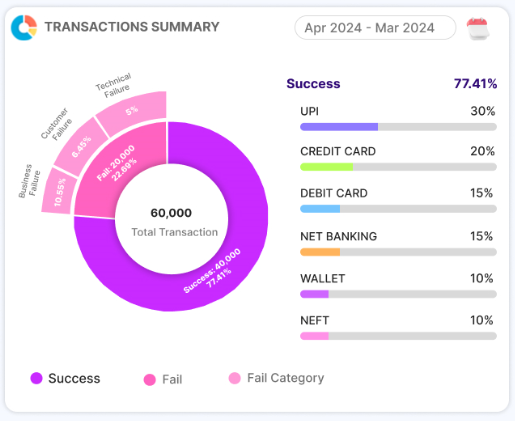 TRANSACTIONS SUMMARY
Apr 2024 - Mar 2024
Technical
Failure
5%
Customer
Failure
6.45%
Business
Failure
10.55%
Fail: 20,000
22.69%
60,000
Total Transaction
Success: 40,000
77.41%
Success 77.41%
UPI 30%
CREDIT CARD 20%
DEBIT CARD 15%
NET BANKING 15%
WALLET 10%
NEFT 10%
Success Fail Fail Category